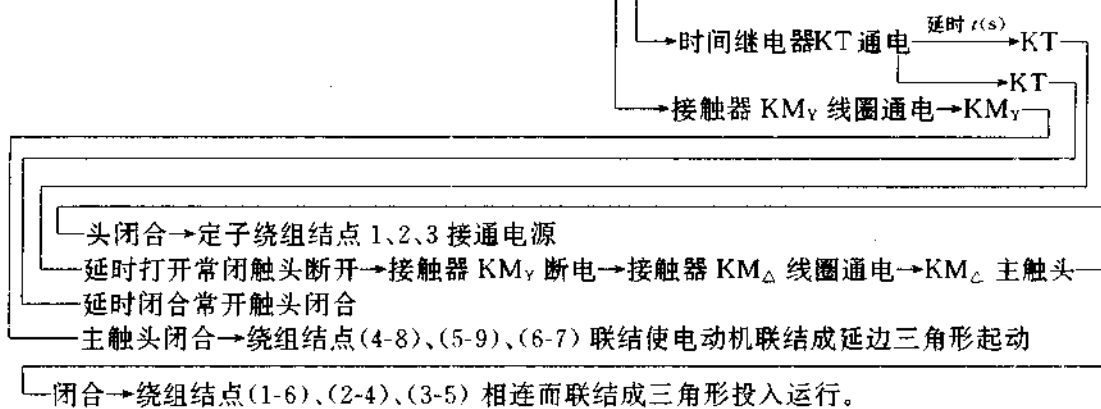 延时 t(s)
→时间继电器KT 通电→KT
→KT
→接触器 KM_Y 线圈通电→KM_Y
头闭合→定子绕组结点 1、2、3 接通电源
延时打开常闭触头断开→接触器 KM_Y 断电→接触器 KM_△ 线圈通电→KM_△ 主触头
延时闭合常开触头闭合
主触头闭合→绕组结点(4-8)、(5-9)、(6-7) 联结使电动机联结成延边三角形起动
闭合→绕组结点(1-6)、(2-4)、(3-5) 相连而联结成三角形投入运行。